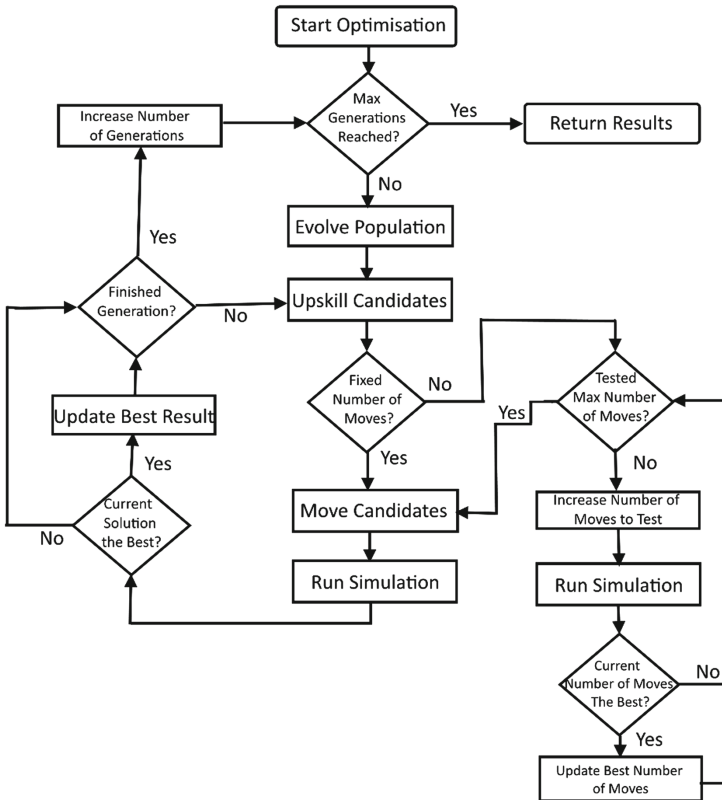 Start Optimisation
Max
Generations
Reached?
Yes
Return Results
Increase Number
of Generations
No
Evolve Population
Yes
Finished
Generation?
No
Upskill Candidates
Fixed
Number of
Moves?
No
Tested
Max Number
of Moves?
Yes
Update Best Result
Yes
No
Yes
Current
Solution
the Best?
No
Move Candidates
Increase Number of
Moves to Test
Run Simulation
Run Simulation
Current
Number of Moves
The Best?
No
Yes
Update Best Number
of Moves